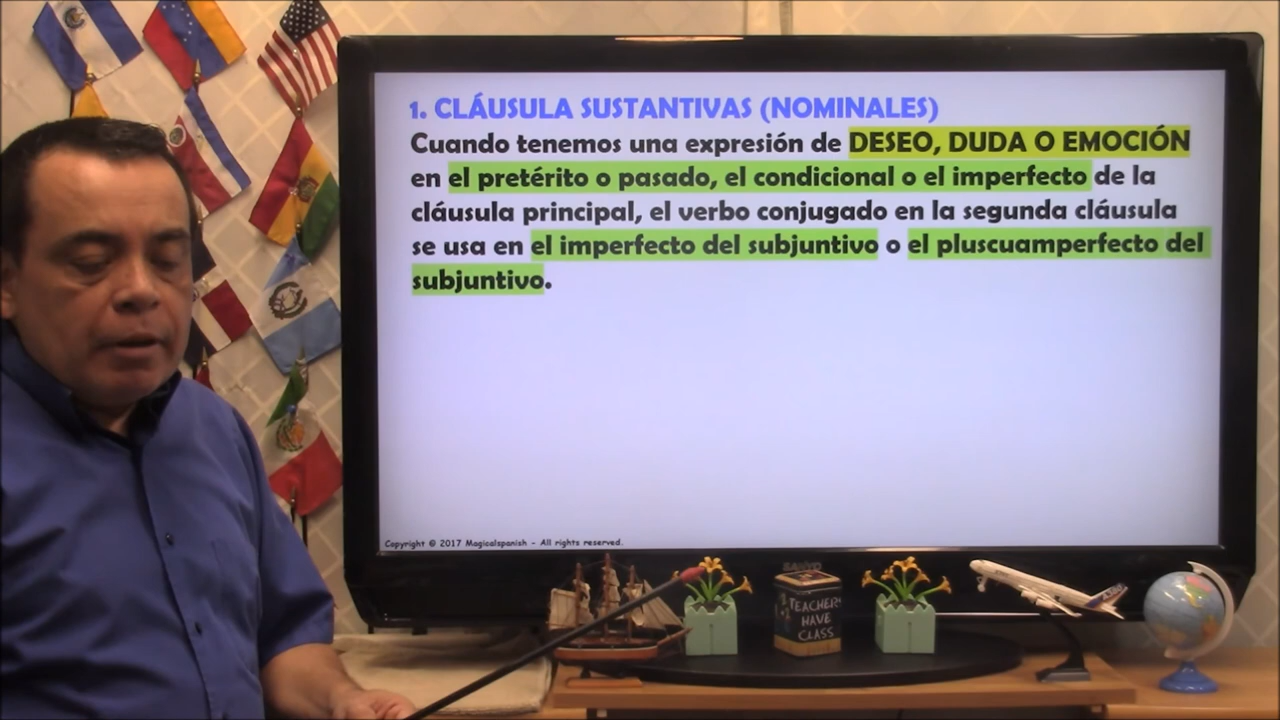 1. CLÁUSULA SUSTANTIVAS (NOMINALES)
Cuando tenemos una expresión de DESEO, DUDA O EMOCIÓN
en el pretérito o pasado, el condicional o el imperfecto de la
cláusula principal, el verbo conjugado en la segunda cláusula
se usa en el imperfecto del subjuntivo o el pluscuamperfecto del
subjuntivo.
Copyright © 2017 Magicalspanish - All rights reserved.
SANYO
TEACHERS
HAVE
CLASS